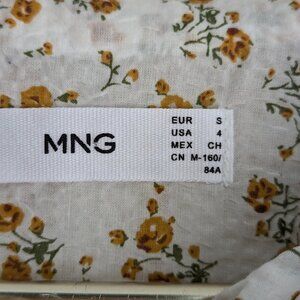 MNG
EUR S
USA 4
MEX CH
CN M-160/
84A